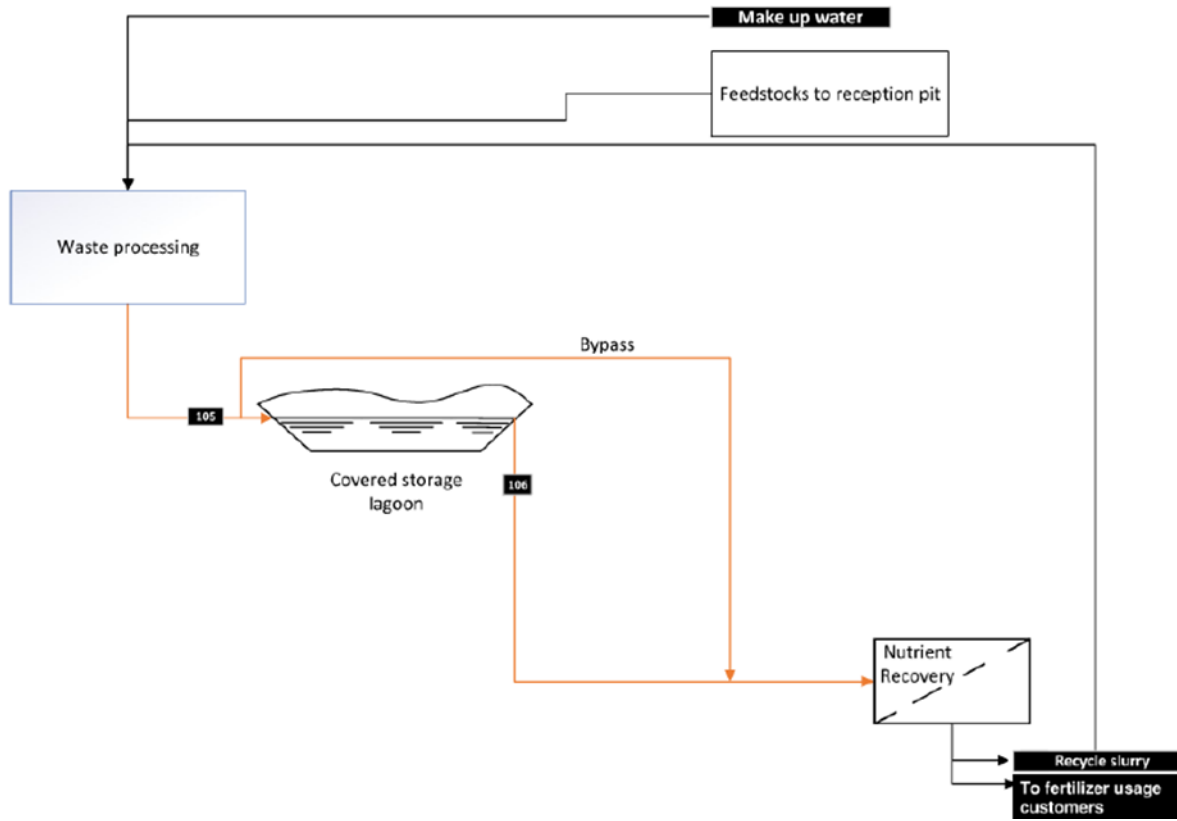 Make up water
Feedstocks to reception pit
Waste processing
Bypass
105
Covered storage
lagoon
106
Nutrient
Recovery
Recycle slurry
To fertilizer usage
customers